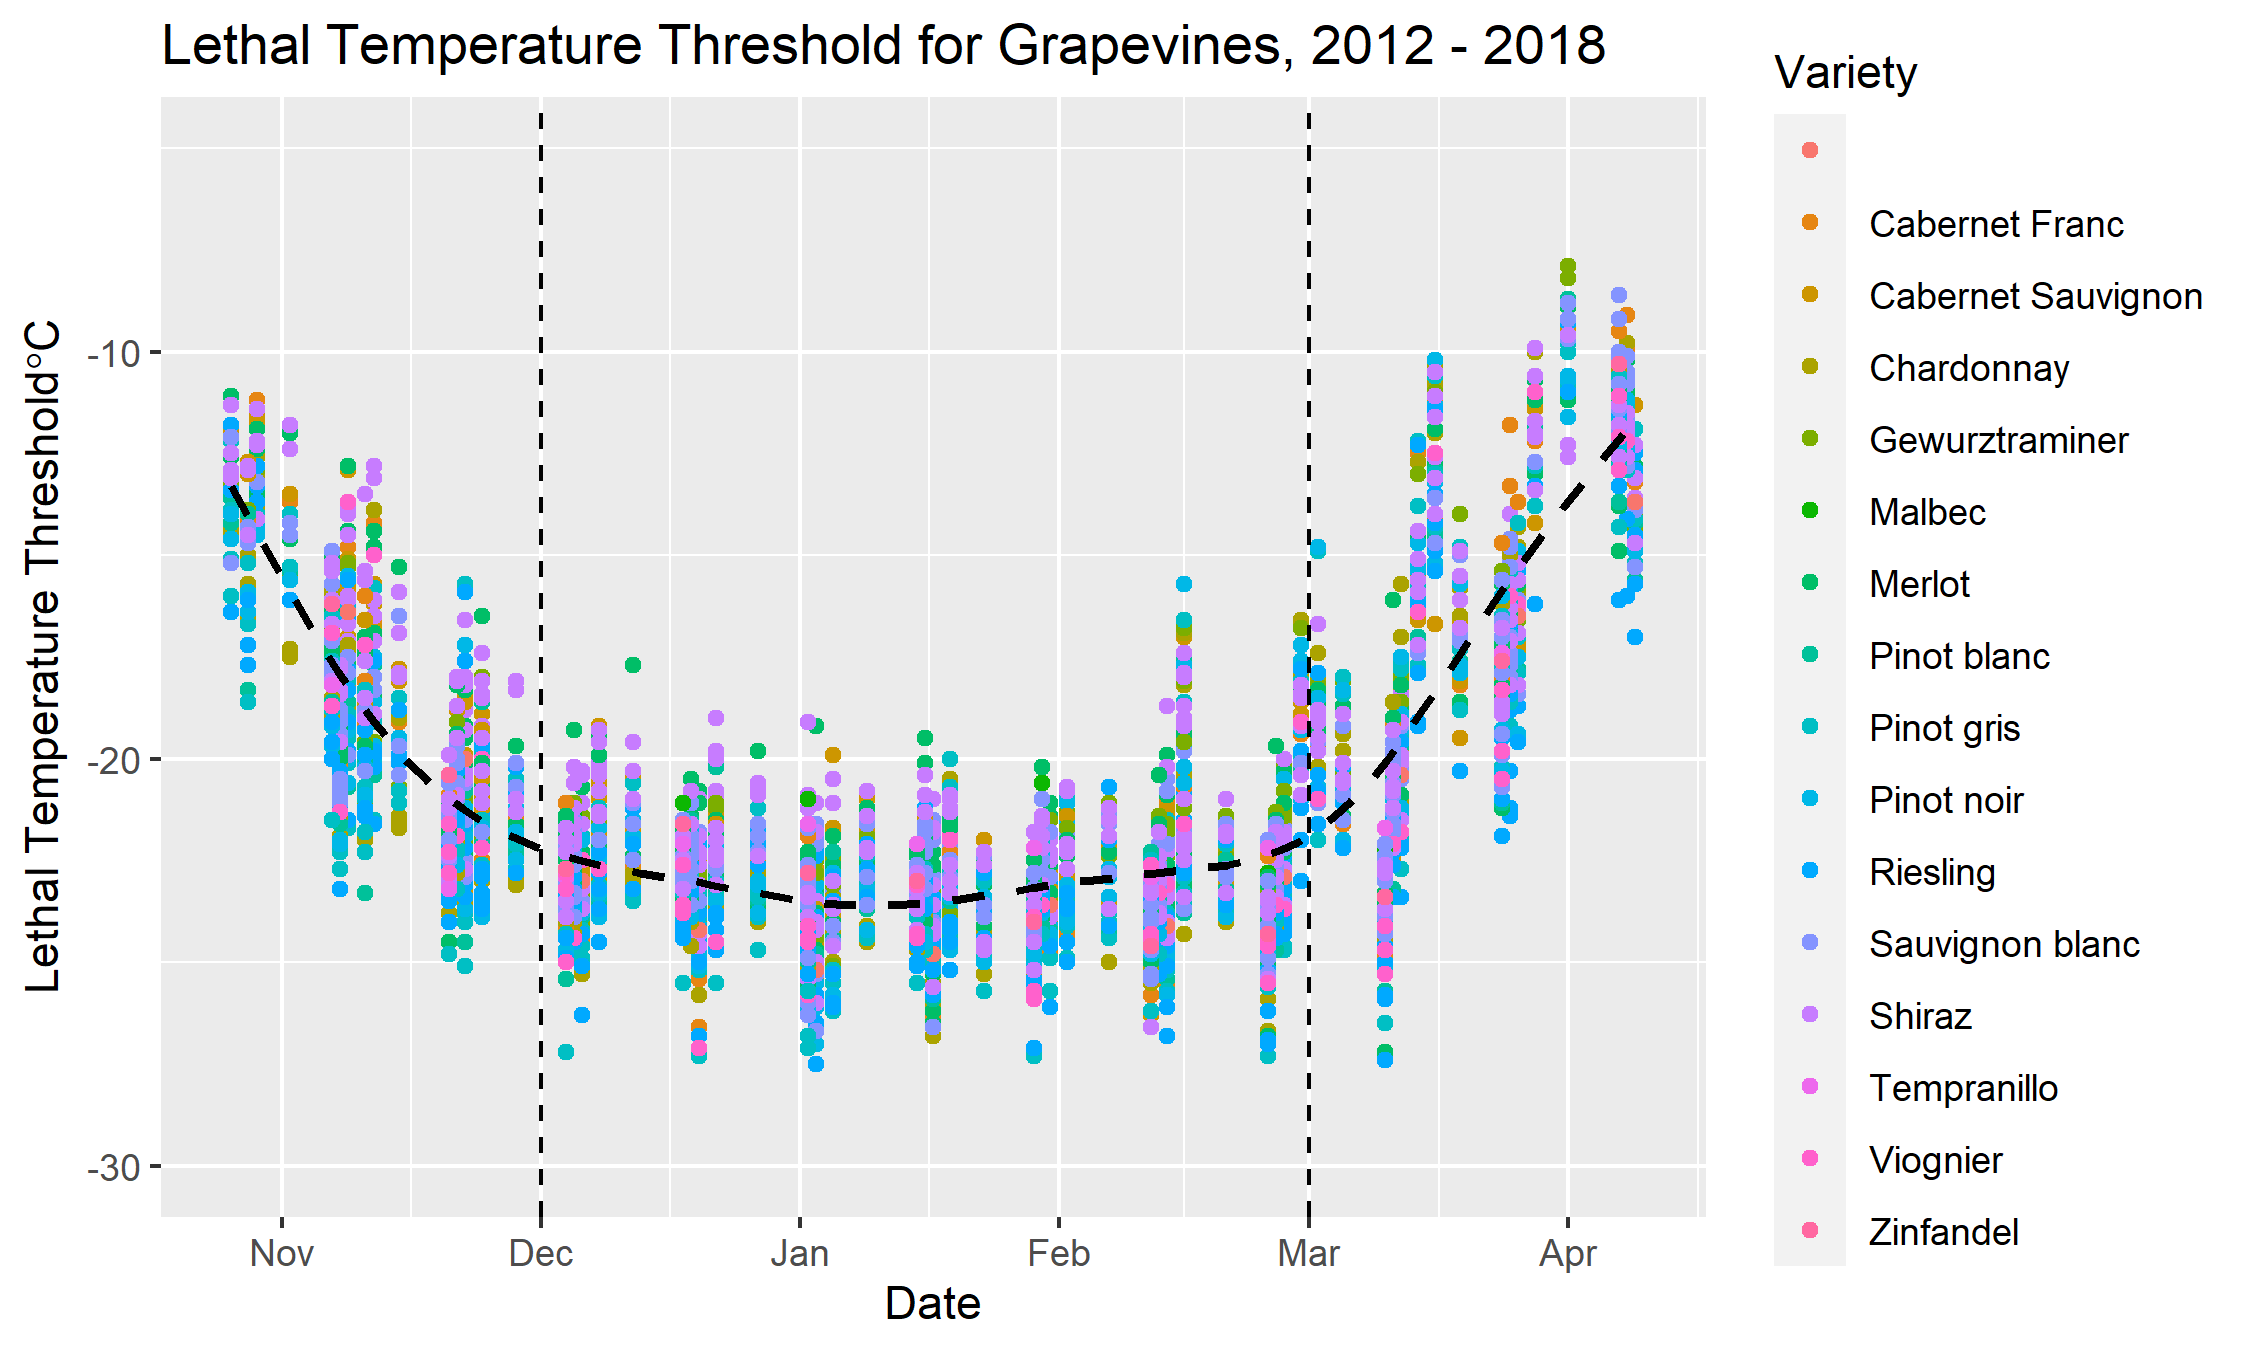 Lethal Temperature Threshold for Grapevines, 2012 - 2018
Variety
Cabernet Franc
Cabernet Sauvignon
Chardonnay
Gewurztraminer
Malbec
Merlot
Pinot blanc
Pinot gris
Pinot noir
Riesling
Sauvignon blanc
Shiraz
Tempranillo
Viognier
Zinfandel
Lethal Temperature Threshold°C
-10
-20
-30
Nov Dec Jan Feb Mar Apr
Date